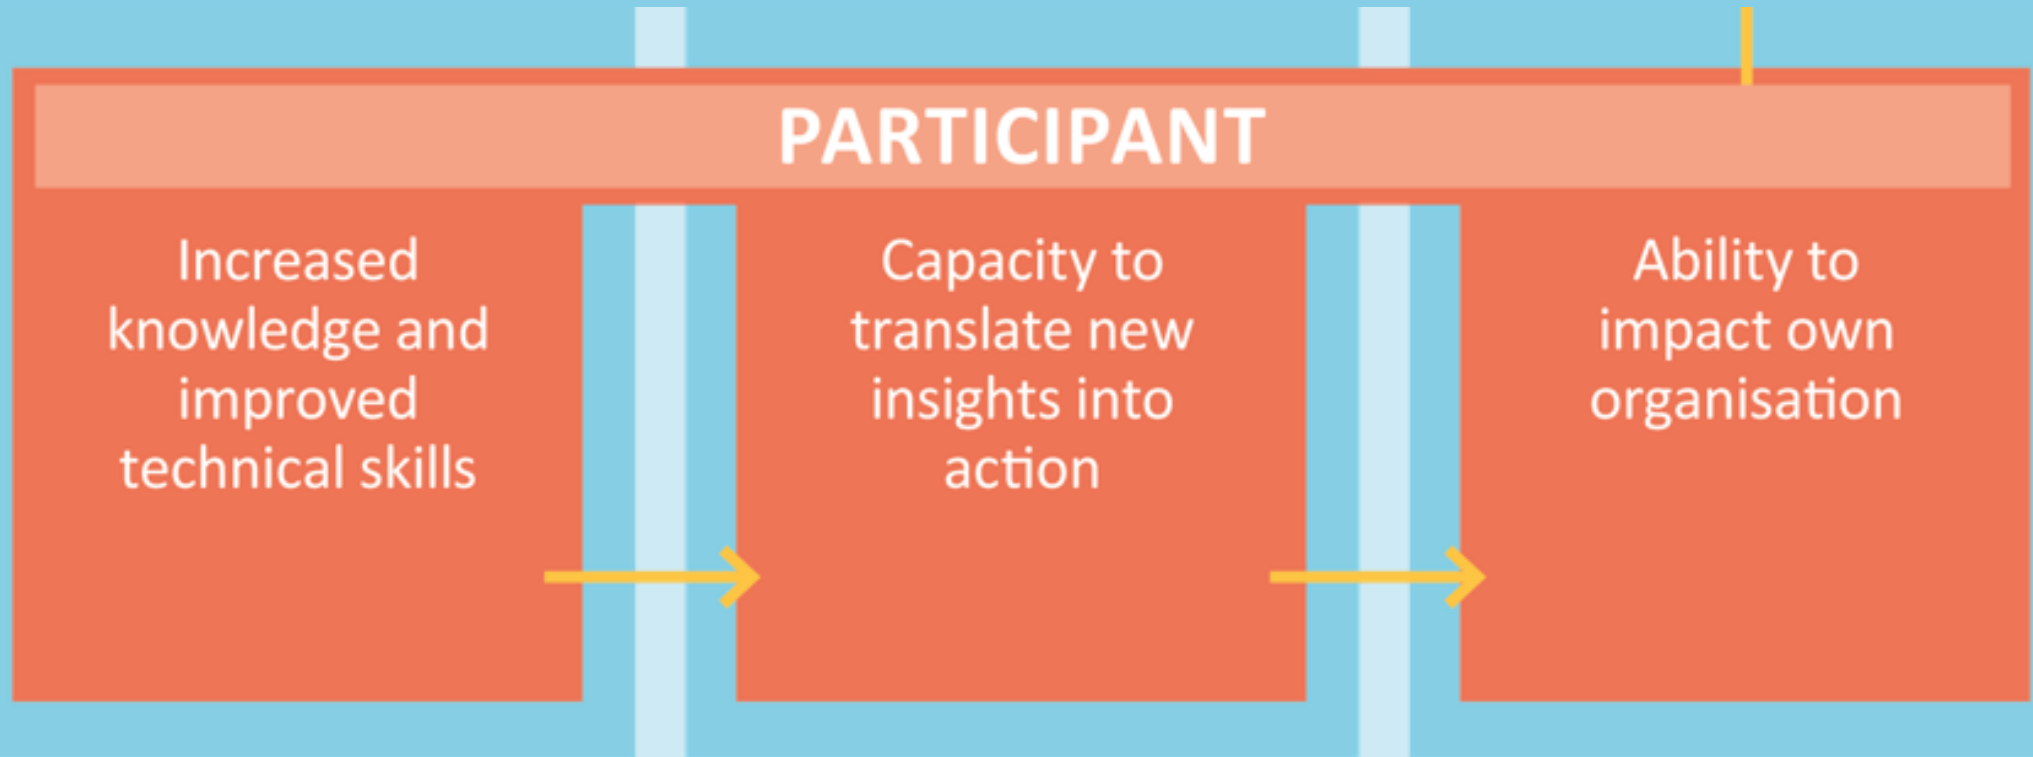 PARTICIPANT
Increased
knowledge and
improved
technical skills
Capacity to
translate new
insights into
action
Ability to
impact own
organisation